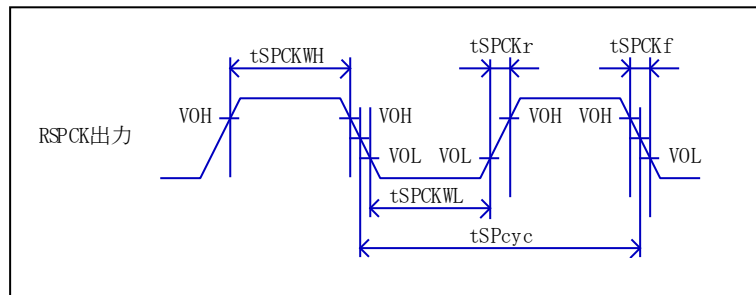 tSPCKr tSPCKf
tSPCKWH
VOH VOH VOH VOH
RSPCK出力
VOL VOL VOL
tSPCKWL
tSPcyc